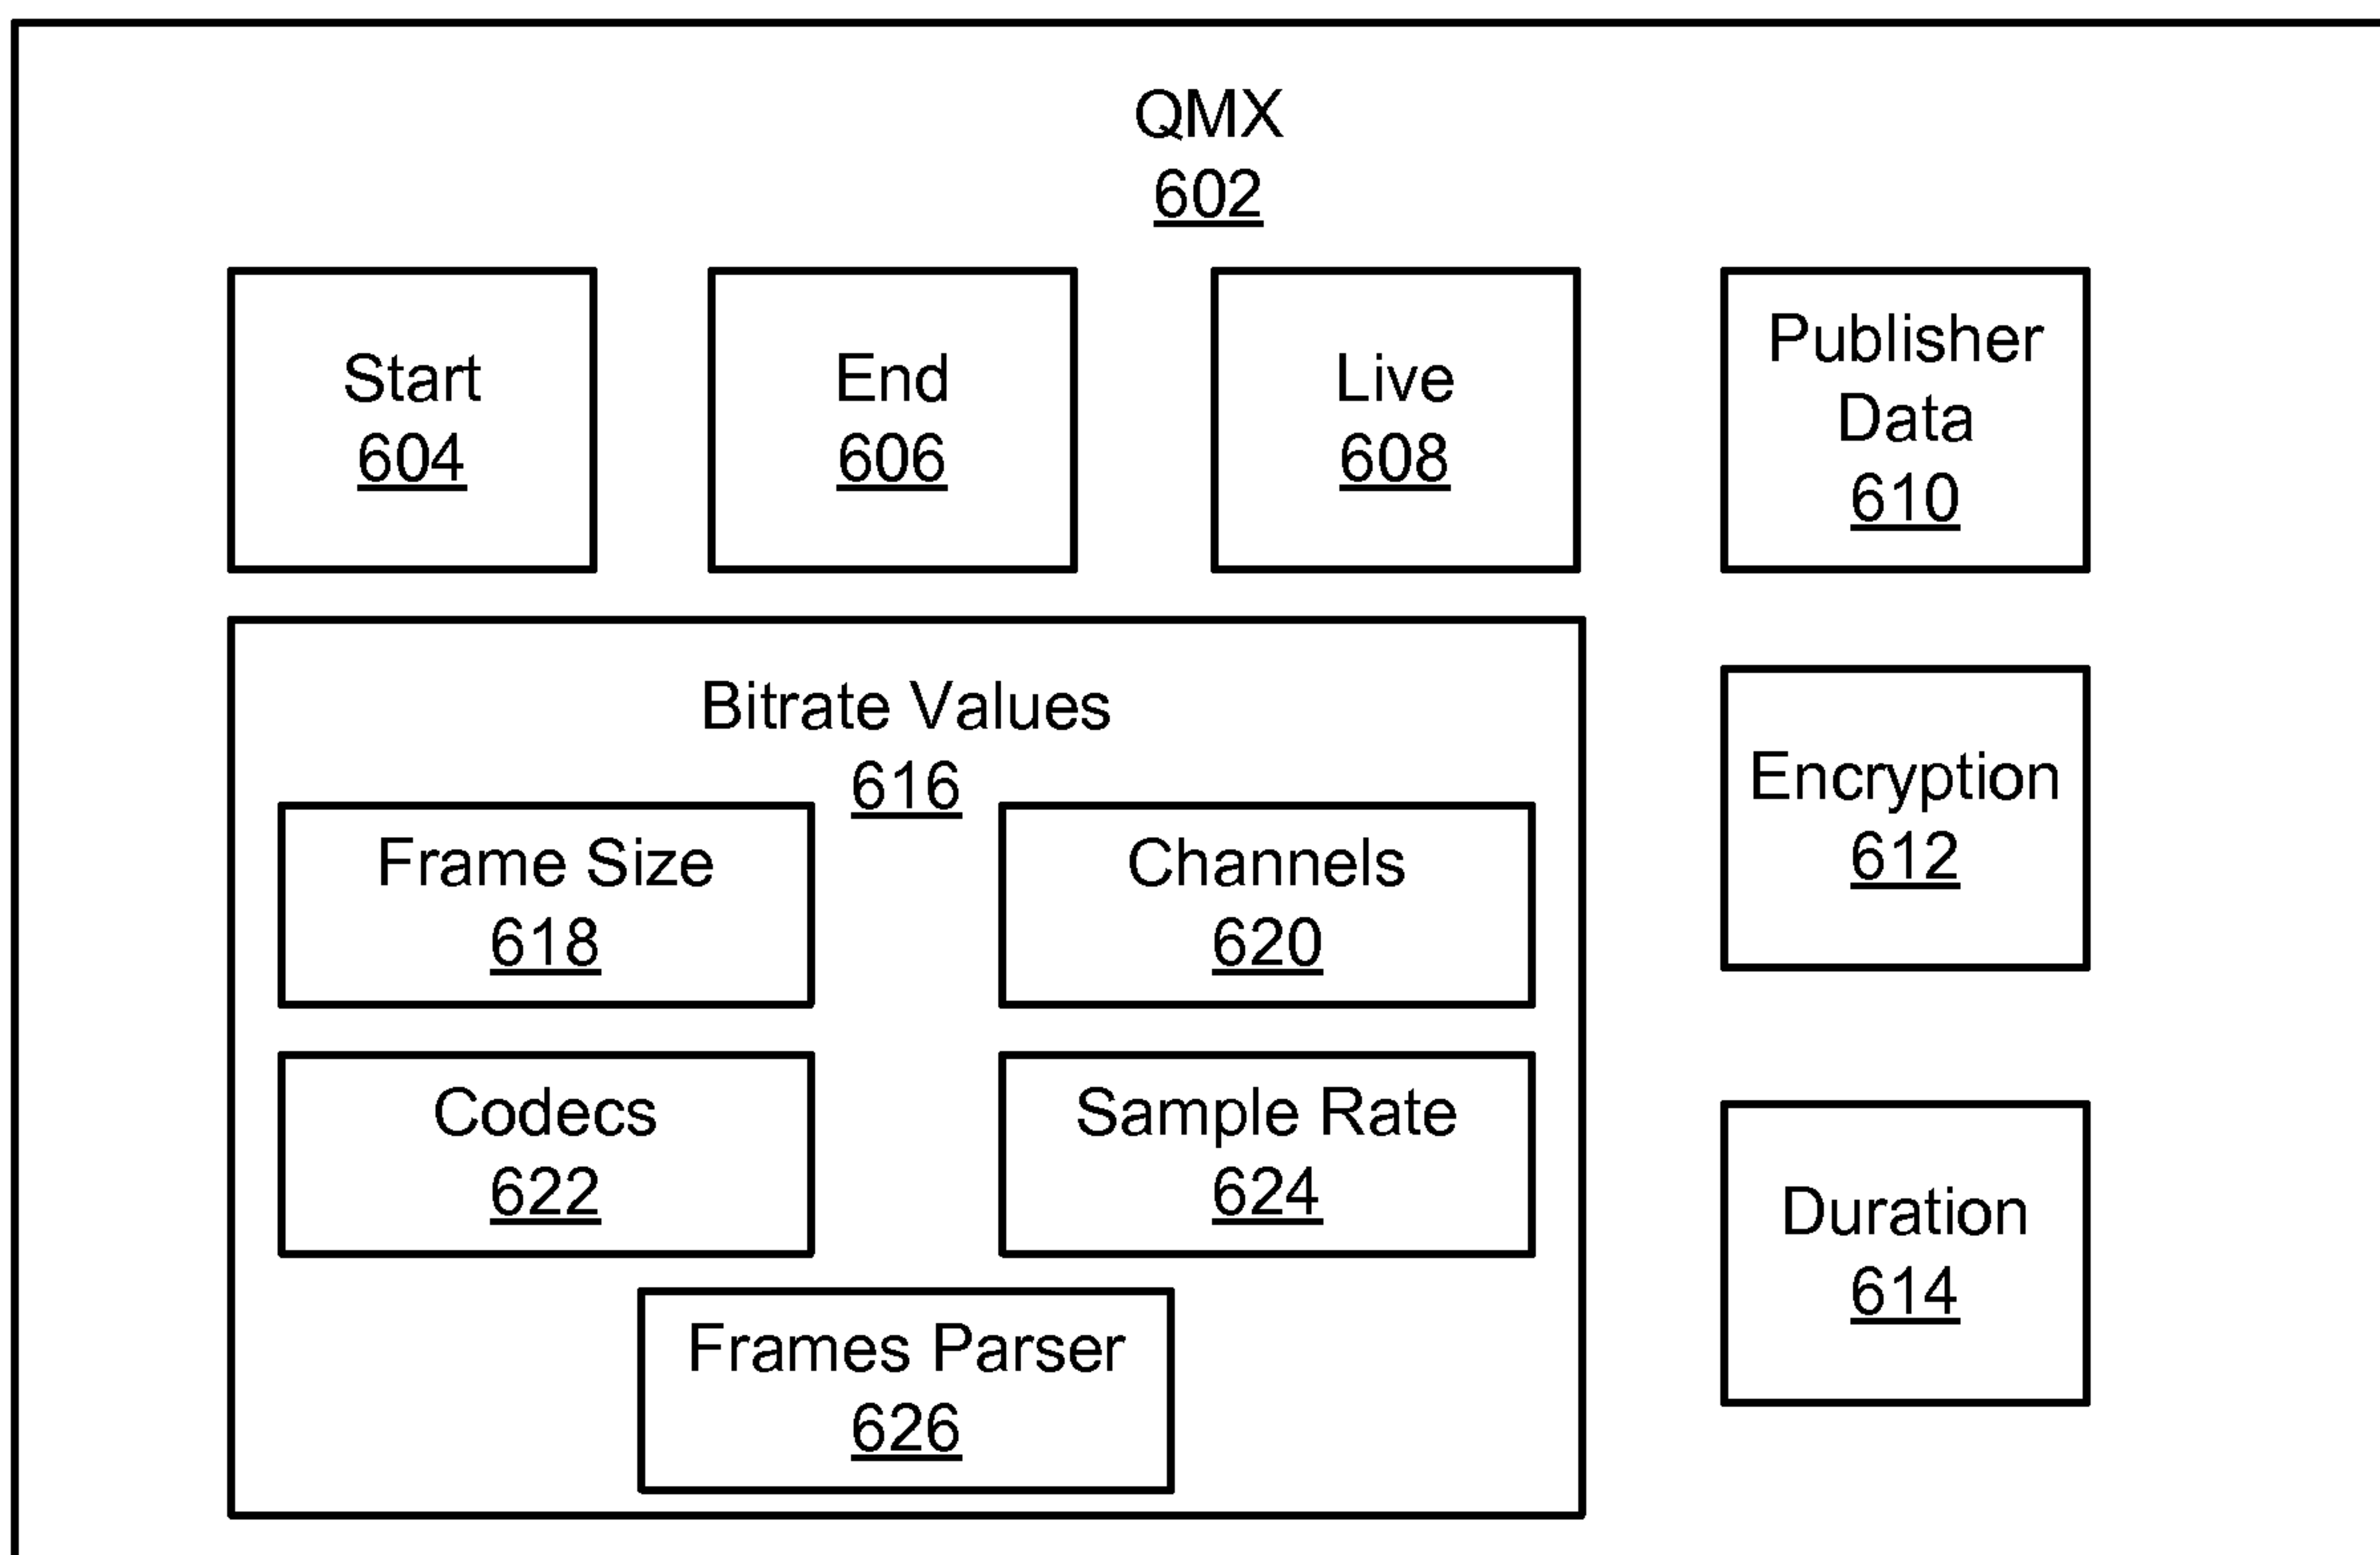 QMX
602
Start
604
End
606
Live
608
Publisher
Data
610
Bitrate Values
616
Frame Size
618
Channels
620
Codecs
622
Sample Rate
624
Frames Parser
626
Encryption
612
Duration
614